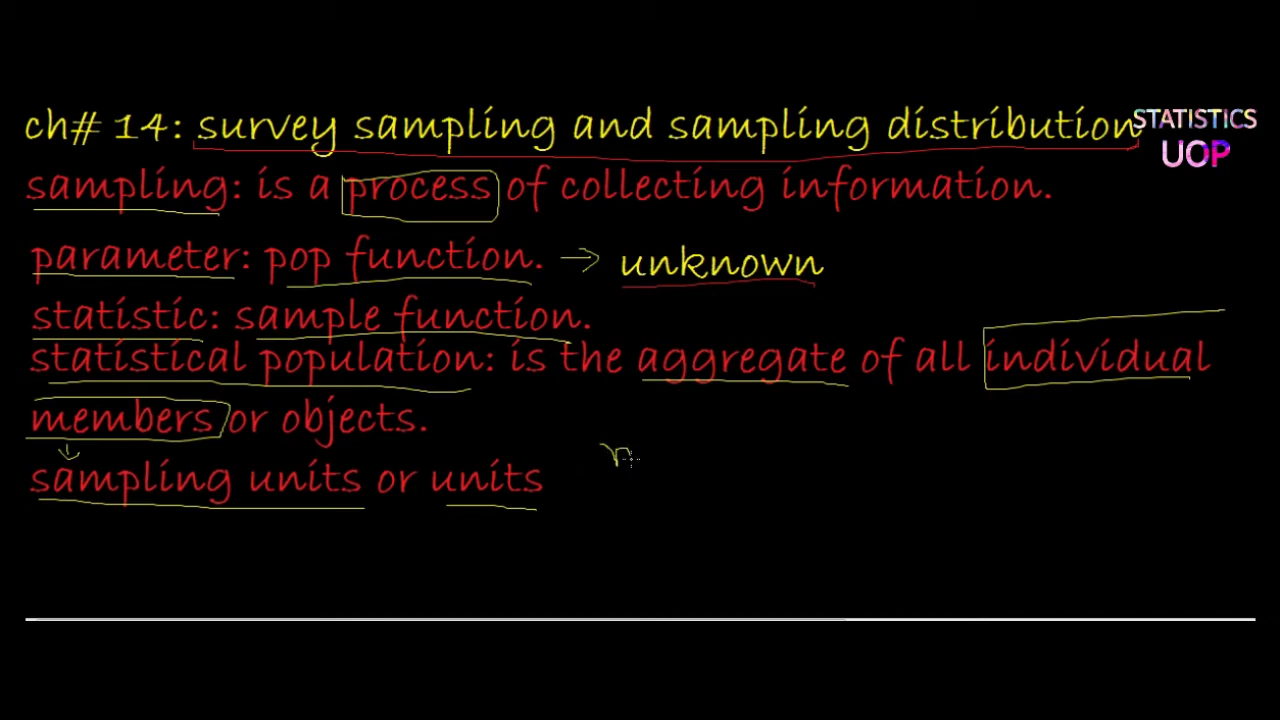 ch# 14: survey sampling and sampling distribution
STATISTICS
UOP
sampling: is a process of collecting information.
parameter: pop function. → unknown
statistic: sample function.
statistical population: is the aggregate of all individual
members or objects.
sampling units or units